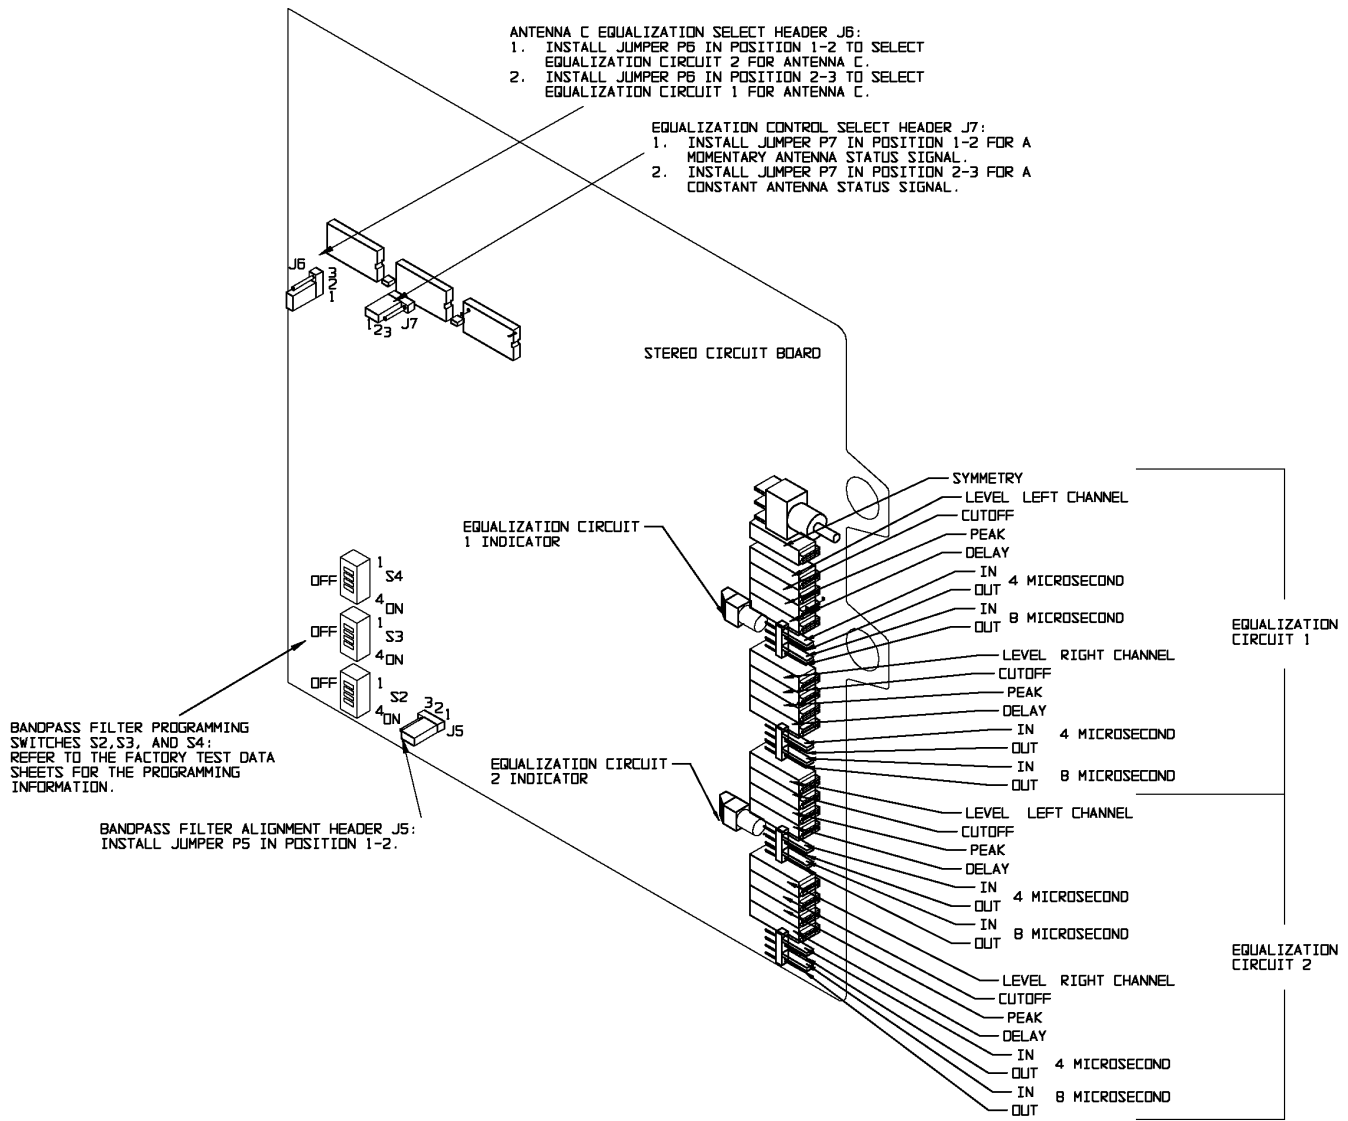 ANTENNA C EQUALIZATION SELECT HEADER J6:
1. INSTALL JUMPER P6 IN POSITION 1-2 TO SELECT
EQUALIZATION CIRCUIT 2 FOR ANTENNA C.
2. INSTALL JUMPER P6 IN POSITION 2-3 TO SELECT
EQUALIZATION CIRCUIT 1 FOR ANTENNA C.
EQUALIZATION CONTROL SELECT HEADER J7:
1. INSTALL JUMPER P7 IN POSITION 1-2 FOR A
MOMENTARY ANTENNA STATUS SIGNAL.
2. INSTALL JUMPER P7 IN POSITION 2-3 FOR A
CONSTANT ANTENNA STATUS SIGNAL.
J6
3
2
1
123 J7
STEREO CIRCUIT BOARD
EQUALIZATION CIRCUIT
1 INDICATOR
OFF
1
S4
4 ON
OFF
1
S3
4 ON
OFF
1
S2
4 ON
321
J5
BANDPASS FILTER PROGRAMMING
SWITCHES S2,S3, AND S4:
REFER TO THE FACTORY TEST DATA
SHEETS FOR THE PROGRAMMING
INFORMATION.
BANDPASS FILTER ALIGNMENT HEADER J5:
INSTALL JUMPER P5 IN POSITION 1-2.
EQUALIZATION CIRCUIT
2 INDICATOR
SYMMETRY
LEVEL LEFT CHANNEL
CUTOFF
PEAK
DELAY
IN
4 MICROSECOND
OUT
IN
8 MICROSECOND
OUT
LEVEL RIGHT CHANNEL
CUTOFF
PEAK
DELAY
IN
4 MICROSECOND
OUT
IN
8 MICROSECOND
OUT
EQUALIZATION
CIRCUIT 1
LEVEL LEFT CHANNEL
CUTOFF
PEAK
DELAY
IN
4 MICROSECOND
OUT
IN
8 MICROSECOND
OUT
LEVEL RIGHT CHANNEL
CUTOFF
PEAK
DELAY
IN
4 MICROSECOND
OUT
IN
8 MICROSECOND
OUT
EQUALIZATION
CIRCUIT 2